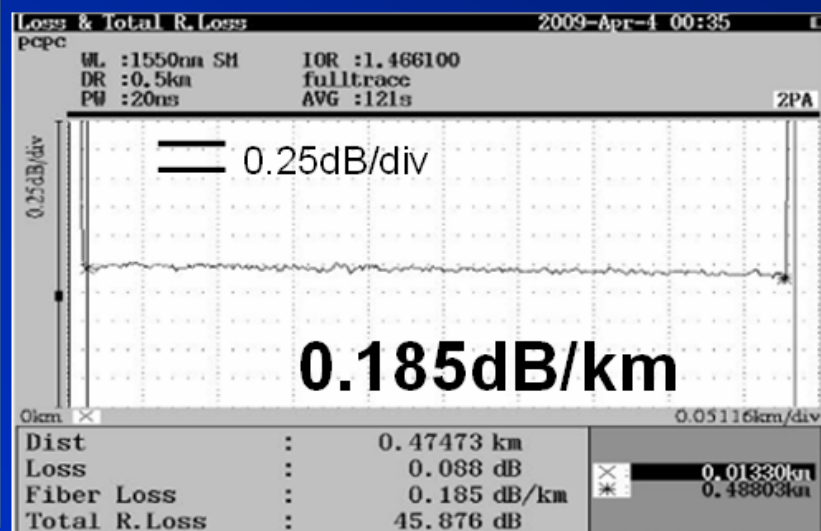 Loss & Total R.Loss 2009-Apr-4 00:35
pcpc
WL :1550nm SM IOR :1.466100
DR :0.5km fulltrace
PW :20ns AVG :121s
2PA
0.25dB/div
0.25dB/div
0.185dB/km
0km 0.05116km/div
Dist : 0.47473 km
Loss : 0.088 dB
Fiber Loss : 0.185 dB/km
Total R.Loss : 45.876 dB
0.01330km
0.48803km